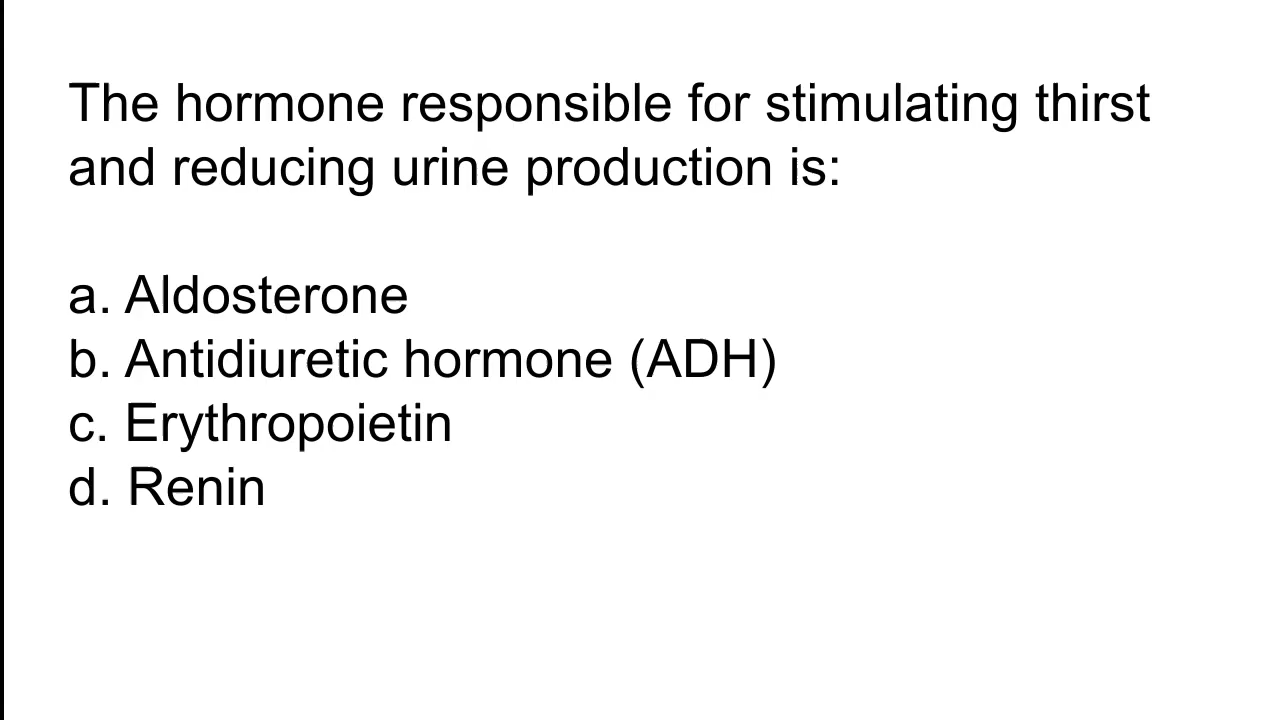 The hormone responsible for stimulating thirst
and reducing urine production is:
a. Aldosterone
b. Antidiuretic hormone (ADH)
c. Erythropoietin
d. Renin